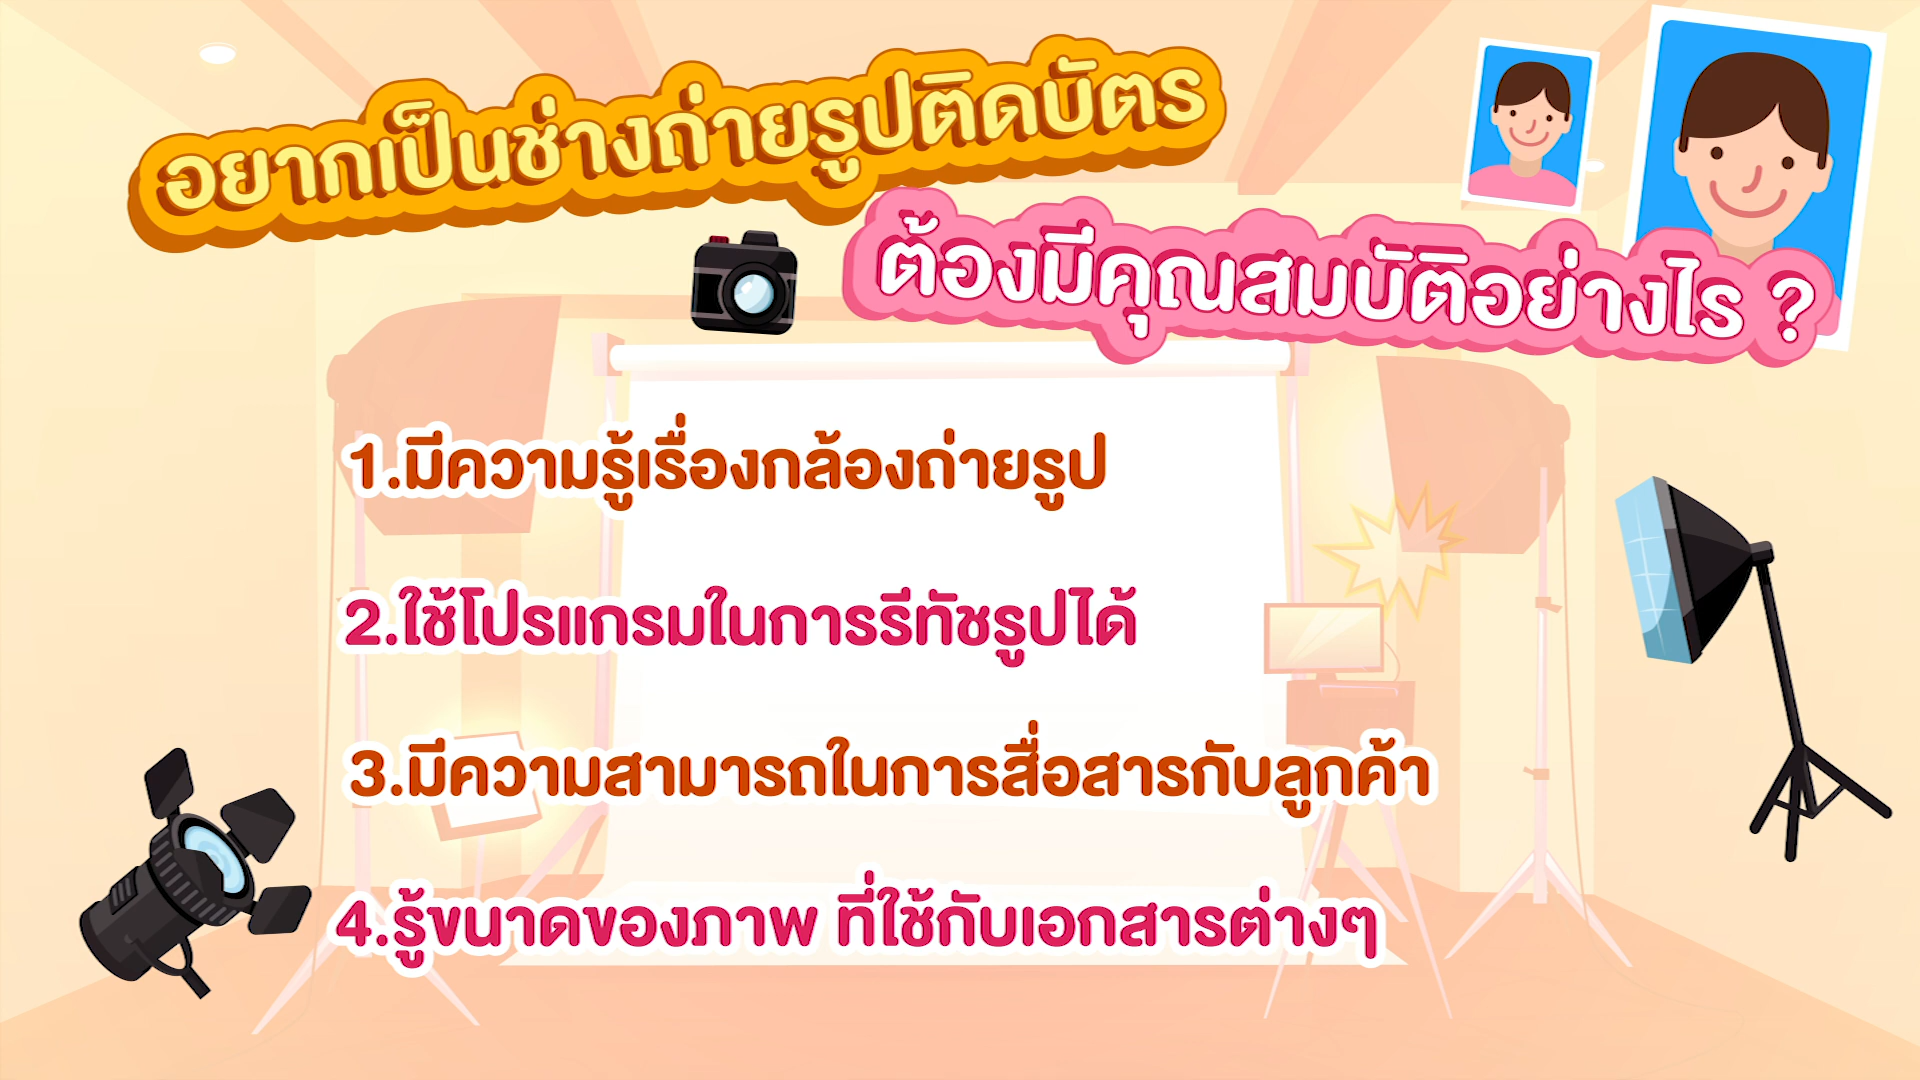 อยากเป็นช่างถ่ายรูปติดบัตร
ต้องมีคุณสมบัติอย่างไร ?
1.มีความรู้เรื่องกล้องถ่ายรูป
2.ใช้โปรแกรมในการรีทัชรูปได้
3.มีความสามารถในการสื่อสารกับลูกค้า
4.รู้ขนาดของภาพ ที่ใช้กับเอกสารต่างๆ